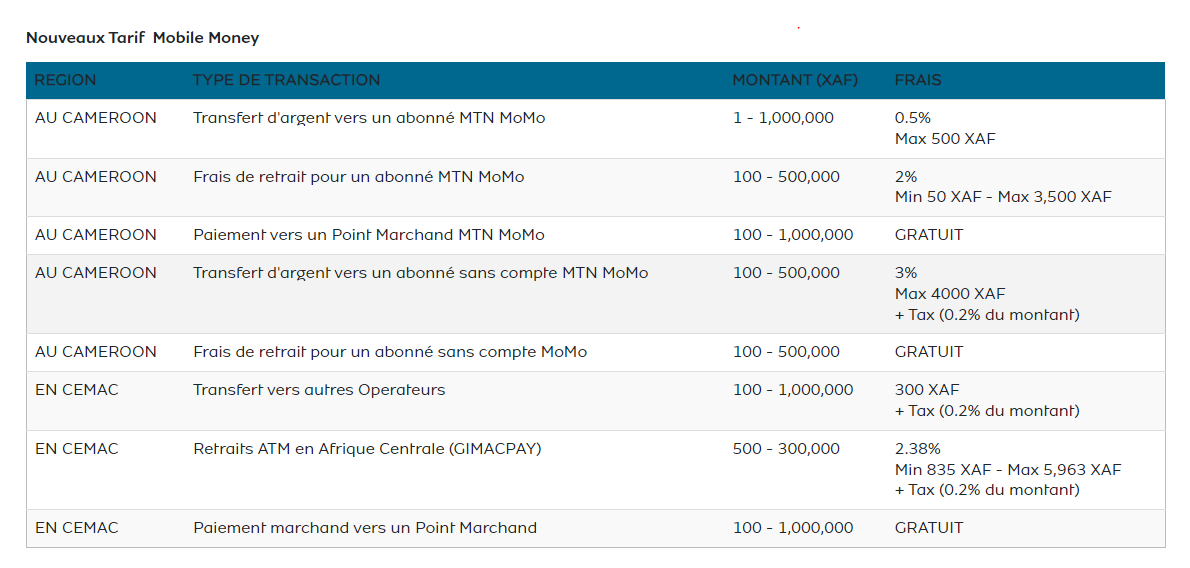 Nouveaux Tarif Mobile Money
REGION TYPE DE TRANSACTION MONTANT (XAF) FRAIS
AU CAMEROON Transfert d'argent vers un abonné MTN MoMo 1 - 1,000,000 0.5%
Max 500 XAF
AU CAMEROON Frais de retrait pour un abonné MTN MoMo 100 - 500,000 2%
Min 50 XAF - Max 3,500 XAF
AU CAMEROON Paiement vers un Point Marchand MTN MoMo 100 - 1,000,000 GRATUIT
AU CAMEROON Transfert d'argent vers un abonné sans compte MTN MoMo 100 - 500,000 3%
Max 4000 XAF
+ Tax (0.2% du montant)
AU CAMEROON Frais de retrait pour un abonné sans compte MoMo 100 - 500,000 GRATUIT
EN CEMAC Transfert vers autres Operateurs 100 - 1,000,000 300 XAF
+ Tax (0.2% du montant)
EN CEMAC Retraits ATM en Afrique Centrale (GIMACPAY) 500 - 300,000 2.38%
Min 835 XAF - Max 5,963 XAF
+ Tax (0.2% du montant)
EN CEMAC Paiement marchand vers un Point Marchand 100 - 1,000,000 GRATUIT